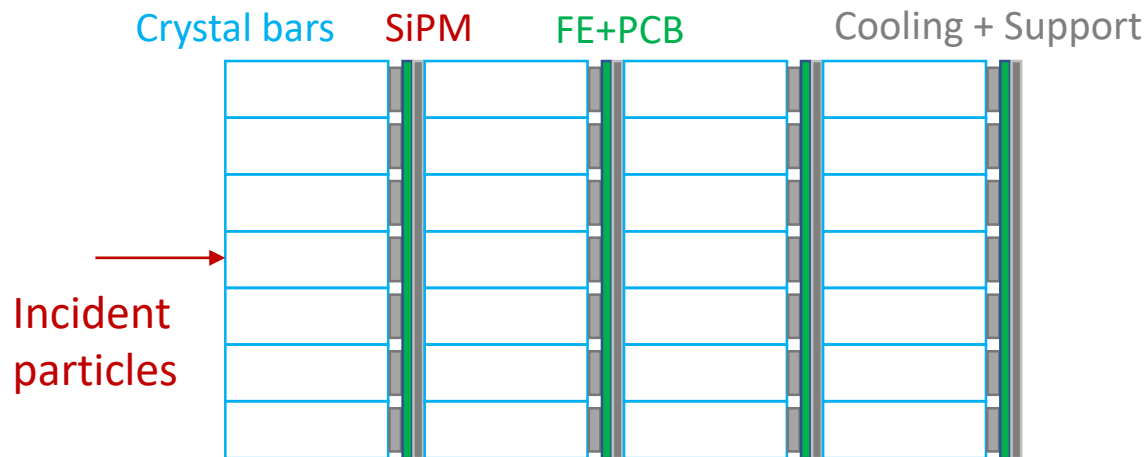 Crystal bars SiPM FE+PCB Cooling + Support
Incident
particles